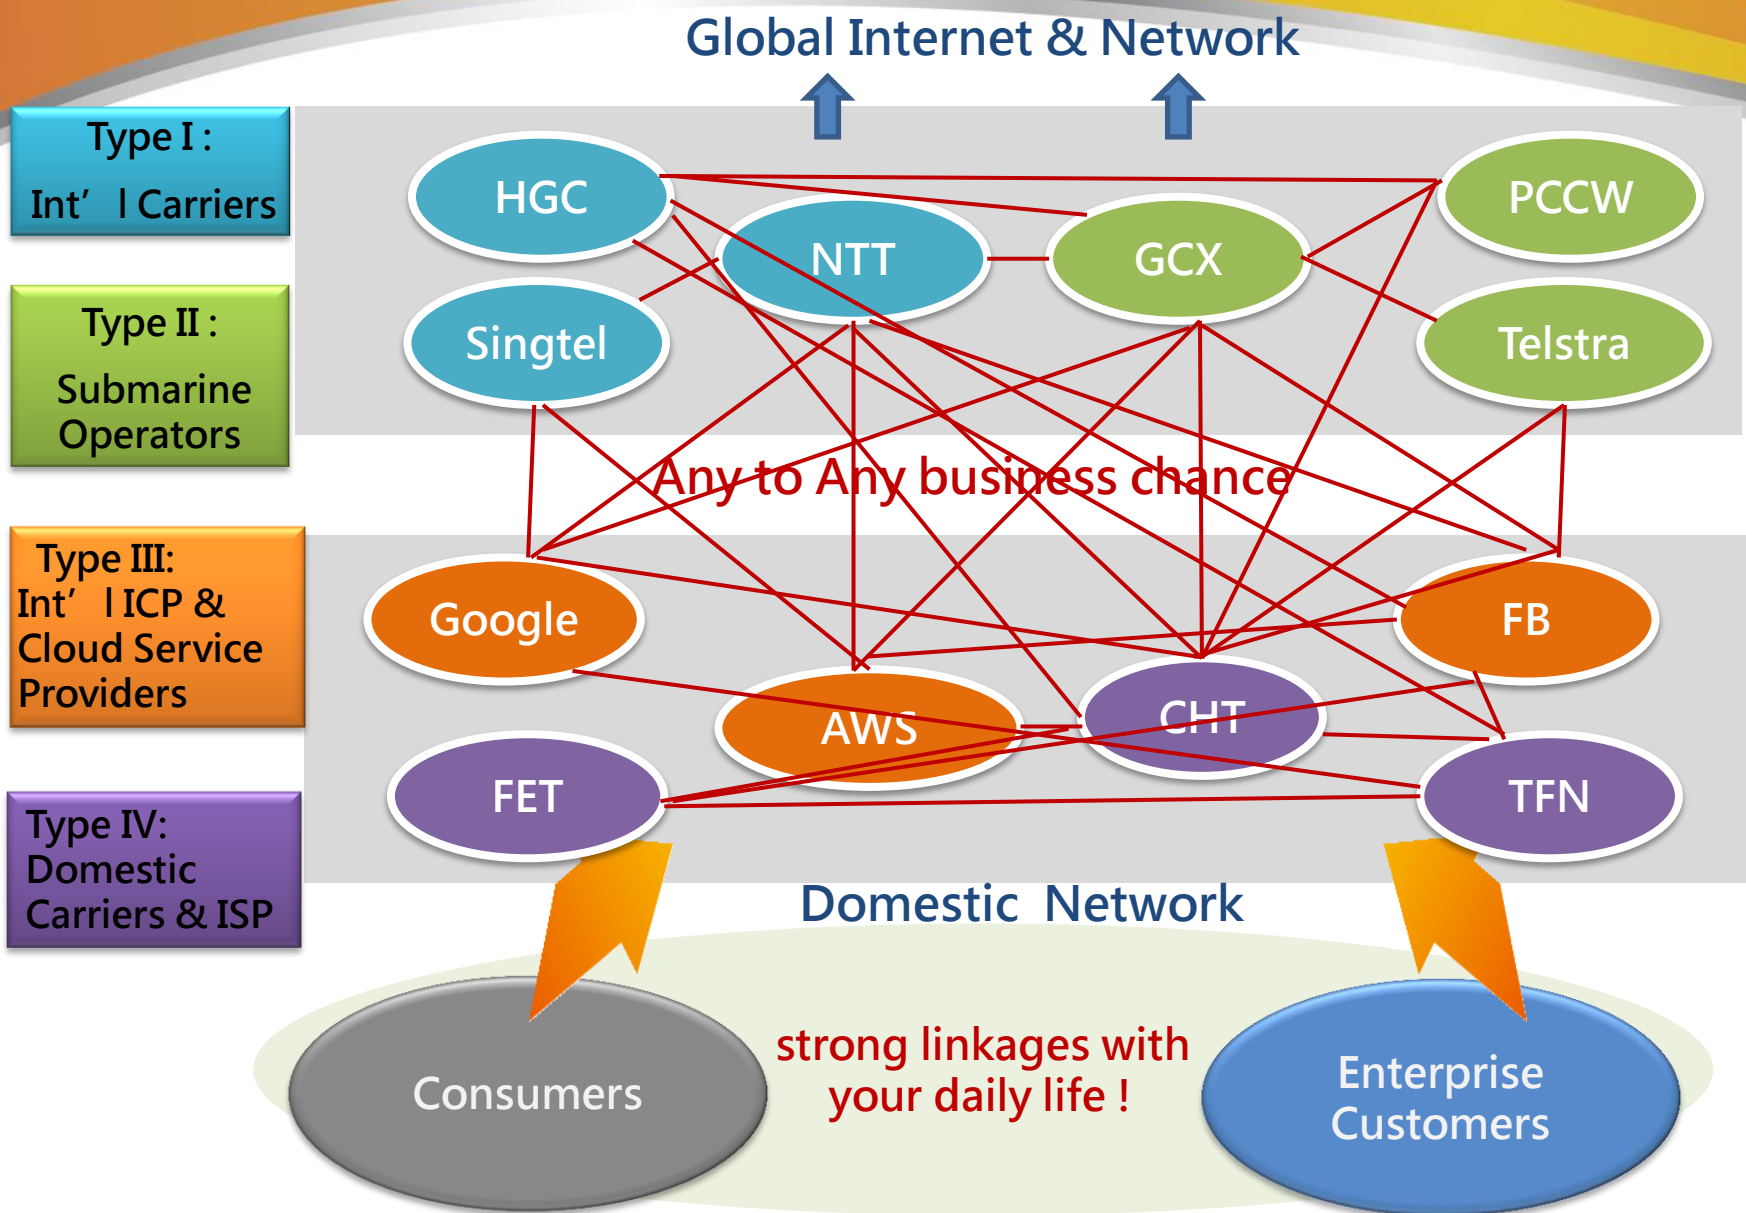 Global Internet & Network
Type I :
Int’ l Carriers
HGC
NTT
GCX
PCCW
Type II :
Submarine
Operators
Singtel
Telstra
Any to Any business chance
Type III:
Int’ l ICP &
Cloud Service
Providers
Google
AWS
CHT
FB
Type IV:
Domestic
Carriers & ISP
FET
TFN
Domestic Network
Consumers
strong linkages with
your daily life !
Enterprise
Customers